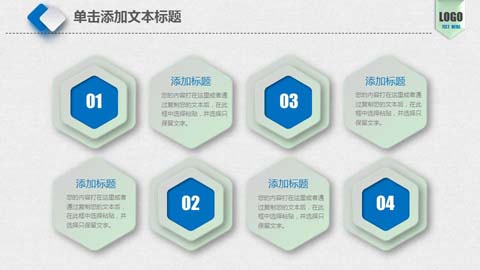 单击添加文本标题
LOGO
01
添加标题
您的内容打在这里或者通
过复制您的文本后，在此
框中选择粘贴，并选择只
保留文字。
03
添加标题
您的内容打在这里或者通
过复制您的文本后，在此
框中选择粘贴，并选择只
保留文字。
添加标题
您的内容打在这里或者
通过复制您的文本后，
在此框中选择粘贴，并
选择只保留文字。
02
添加标题
您的内容打在这里或者
通过复制您的文本后，
在此框中选择粘贴，并
选择只保留文字。
04